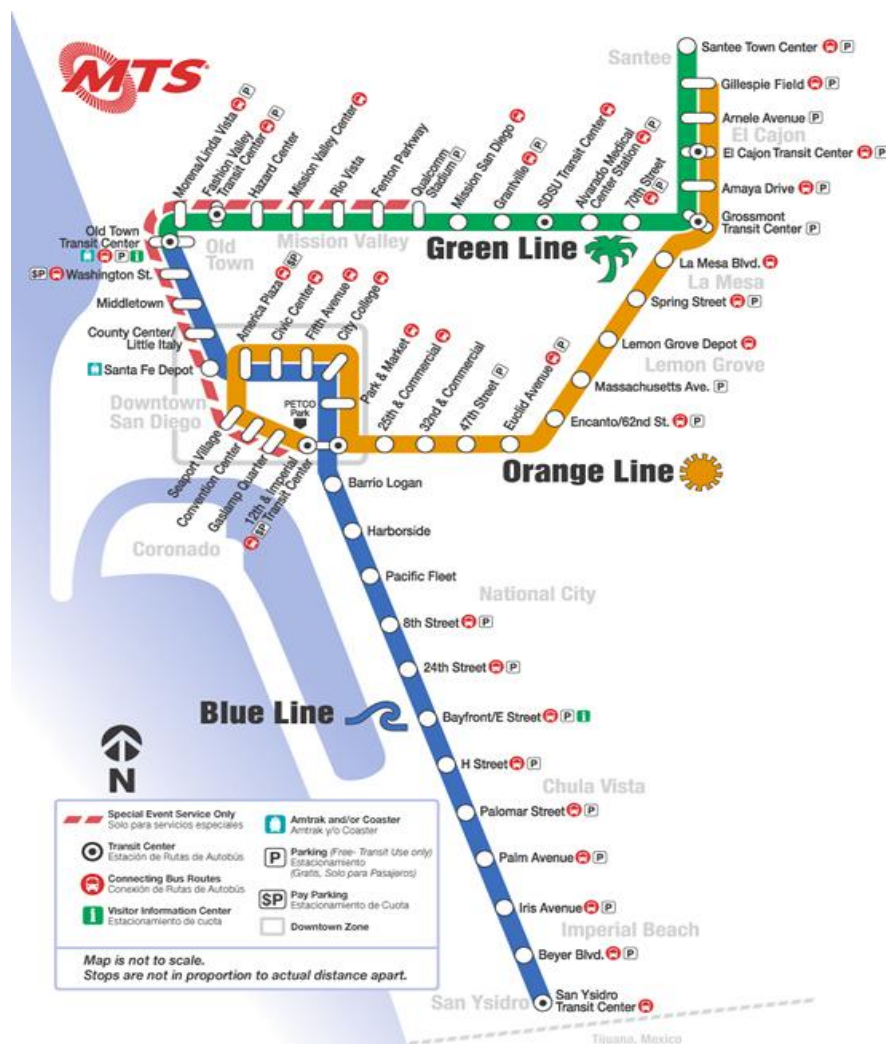 MTS
Santee
Santee Town Center P
Gillespie Field P
Arnele Avenue P
El Cajon
El Cajon Transit Center P
Amaya Drive P
Grossmont
Transit Center P
Morena/Linda Vista P
Fashion Valley
Transit Center P
Hazard Center
Mission Valley Center
Rio Vista
Fenton Parkway
Qualcomm
Stadium P
Mission San Diego
Grantville P
SDSU Transit Center
Alvarado Medical
Center Station P
70th Street
P
Old Town
Transit Center
P i
Old
Town
Mission Valley
Green Line
$P Washington St.
Middletown
County Center/
Little Italy
Santa Fe Depot
Downtown
San Diego
America Plaza $P
Civic Center
Fifth Avenue
City College
Park & Market
PETCO
Park
25th & Commercial
32nd & Commercial
47th Street P
Euclid Avenue P
La Mesa Blvd.
La Mesa
Spring Street P
Lemon Grove Depot
Lemon Grove
Massachusetts Ave. P
Encanto/62nd St. P
Orange Line
Seaport Village
Convention Center
Gaslamp Quarter
12th & Imperial
Transit Center
$P
Coronado
Barrio Logan
Harborside
Pacific Fleet
National City
8th Street P
24th Street P
Blue Line
Bayfront/E Street P i
H Street P
Chula Vista
Palomar Street P
Palm Avenue P
Iris Avenue P
Imperial Beach
Beyer Blvd. P
San Ysidro
San Ysidro
Transit Center
Tijuana, Mexico
N
Special Event Service Only
Solo para servicios especiales
Transit Center
Estación de Rutas de Autobús
Connecting Bus Routes
Conexión de Rutas de Autobús
i Visitor Information Center
Estacionamiento de cuota
Amtrak and/or Coaster
Amtrak y/o Coaster
P Parking (Free- Transit Use only)
Estacionamiento
(Gratis, Solo para Pasajeros)
$P Pay Parking
Estacionamiento de Cuota
Downtown Zone
Map is not to scale.
Stops are not in proportion to actual distance apart.